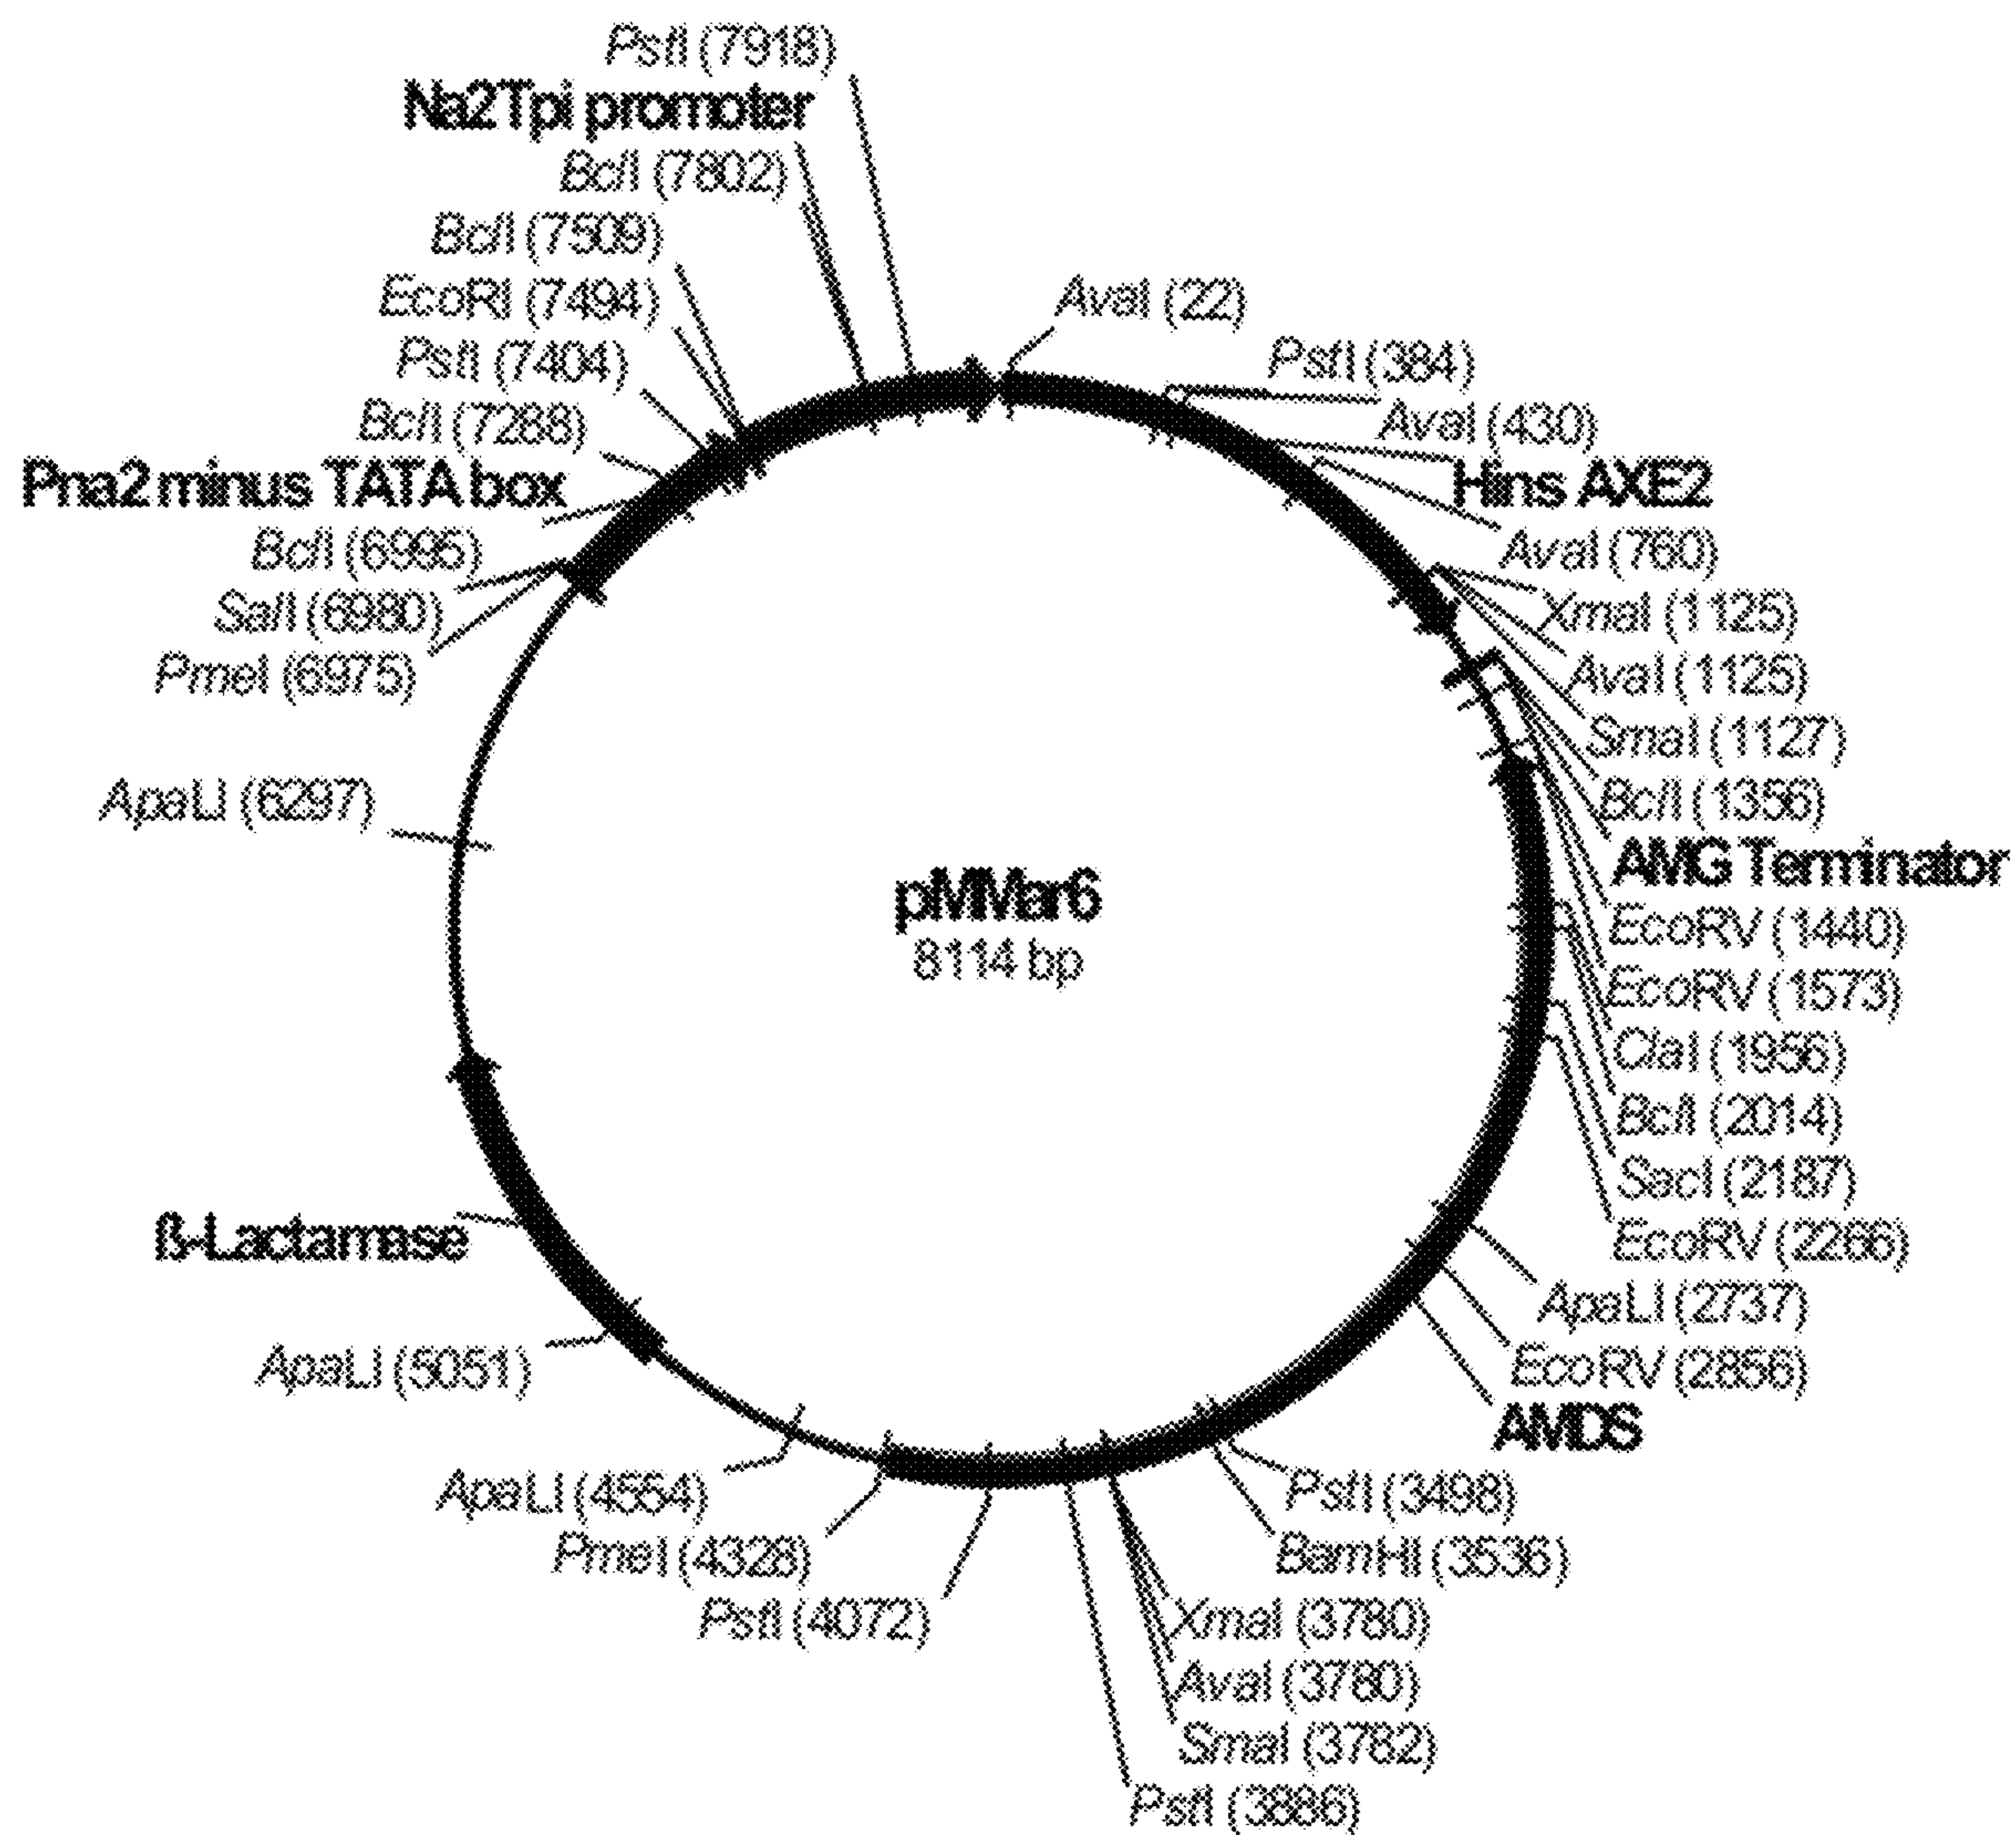 PstI (7918)
Na2Tpi promoter
BclI (7802)
BclI (7509)
EcoRI (7494)
PstI (7404)
BclI (7288)
Pna2 minus TATA box
BclI (6995)
SalI (6980)
PmeI (6975)
ApaLI (6297)
ß-Lactamase
ApaLI (5051)
ApaLI (4554)
PmeI (4328)
PstI (4072)
AvaI (22)
PstI (384)
AvaI (430)
Hins AXE2
AvaI (760)
XmaI (1125)
AvaI (1125)
SmaI (1127)
BclI (1356)
AMG Terminator
EcoRV (1440)
EcoRV (1573)
ClaI (1956)
BclI (2014)
SacI (2187)
EcoRV (2266)
ApaLI (2737)
EcoRV (2856)
AMDS
PstI (3498)
BamHI (3536)
XmaI (3780)
AvaI (3780)
SmaI (3782)
PstI (3886)
pMMar6
8114 bp